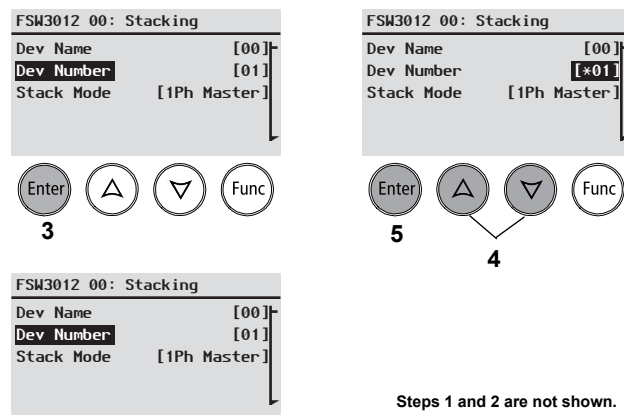 FSW3012 00: Stacking
Dev Name [00]
Dev Number [01]
Stack Mode [1Ph Master]
Enter
Func
3
FSW3012 00: Stacking
Dev Name [00]
Dev Number [*01]
Stack Mode [1Ph Master]
Enter
Func
5
4
FSW3012 00: Stacking
Dev Name [00]
Dev Number [01]
Stack Mode [1Ph Master]
Steps 1 and 2 are not shown.